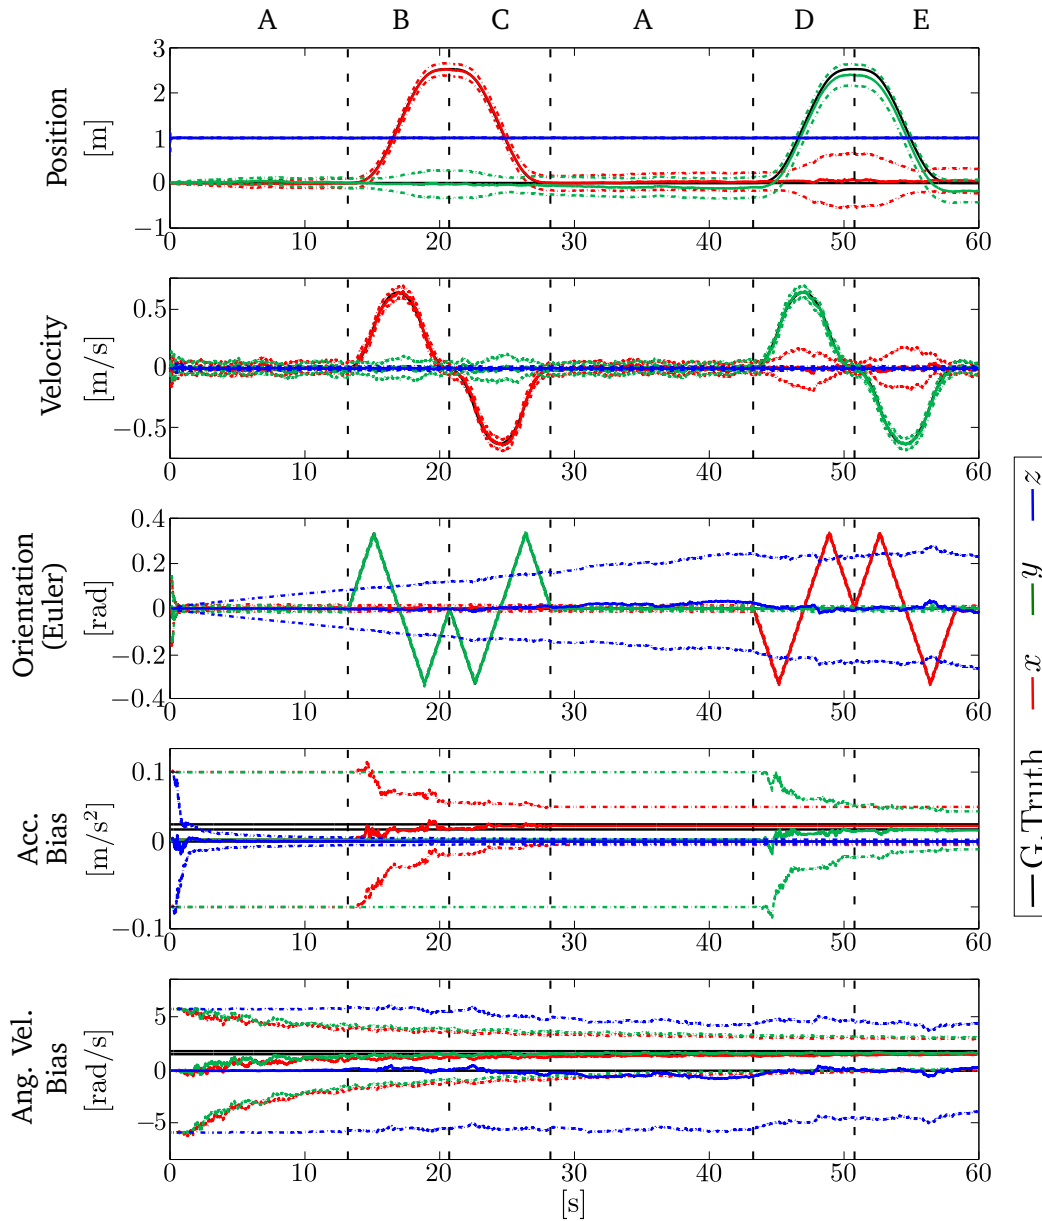 A B C A D E
Position
[m]
3
2
1
0
−1
0 10 20 30 40 50 60
Velocity
[m/s]
0.5
0
−0.5
0 10 20 30 40 50 60
Orientation
(Euler)
[rad]
0.4
0.2
0
−0.2
−0.4
0 10 20 30 40 50 60
Acc.
Bias
[m/s²]
0.1
0
−0.1
0 10 20 30 40 50 60
Ang. Vel.
Bias
[rad/s]
5
0
−5
0 10 20 30 40 50 60
[s]
G.Truth x y z